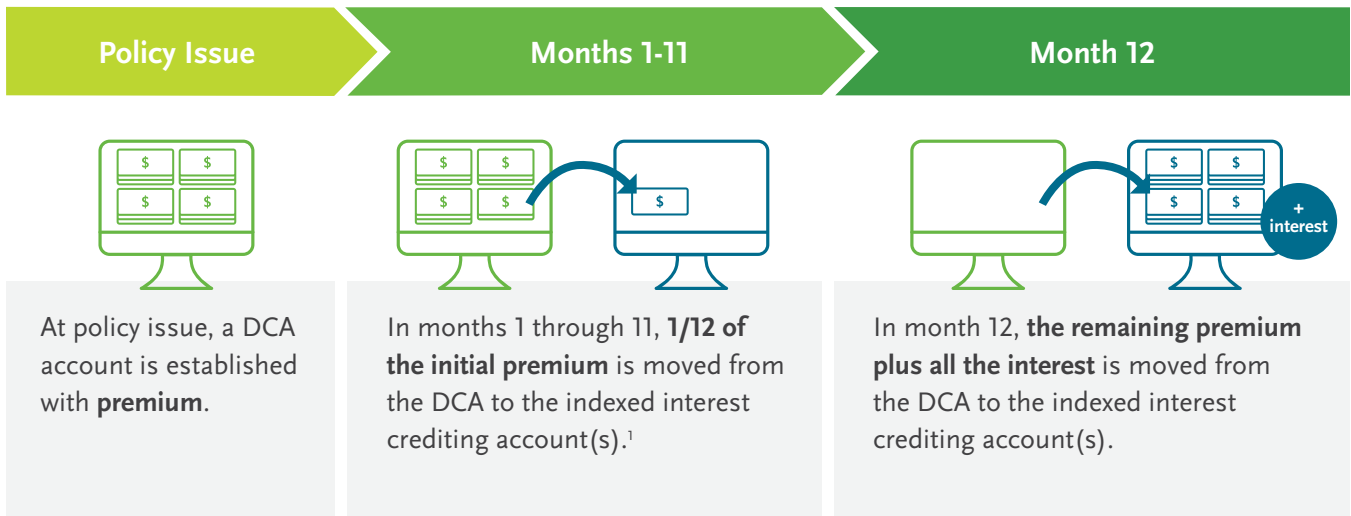 Policy Issue
Months 1-11
Month 12
$ $
$ $
$ $
$ $
$
$ $
$ $
+
interest
At policy issue, a DCA
account is established
with premium.
In months 1 through 11, 1/12 of
the initial premium is moved from
the DCA to the indexed interest
crediting account(s).¹
In month 12, the remaining premium
plus all the interest is moved from
the DCA to the indexed interest
crediting account(s).